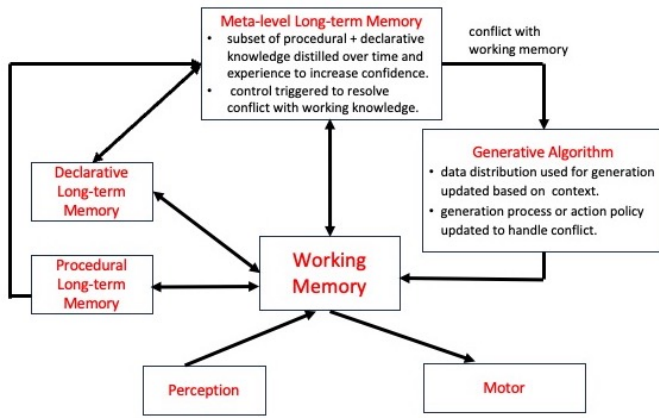 Meta-level Long-term Memory
• subset of procedural + declarative
knowledge distilled over time and
experience to increase confidence.
• control triggered to resolve
conflict with working knowledge.
conflict with
working memory
Generative Algorithm
• data distribution used for generation
updated based on context.
• generation process or action policy
updated to handle conflict.
Declarative
Long-term
Memory
Procedural
Long-term
Memory
Working
Memory
Perception
Motor